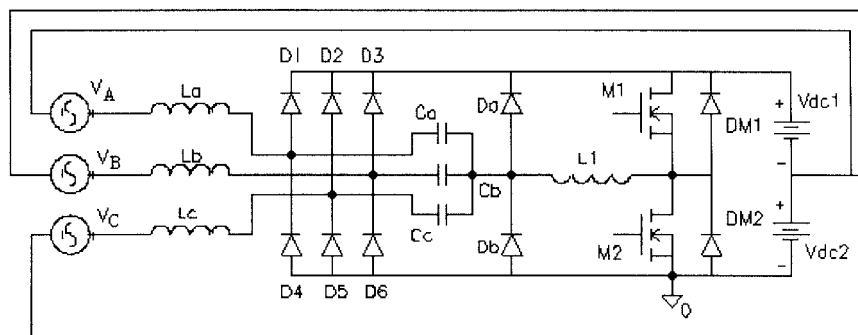 D1 D2 D3
VA La Ca Da M1 + Vdc1
DM1
VB Lb Cb L1 -
VC Lc Cc Db M2 DM2 + Vdc2
-
D4 D5 D6
0